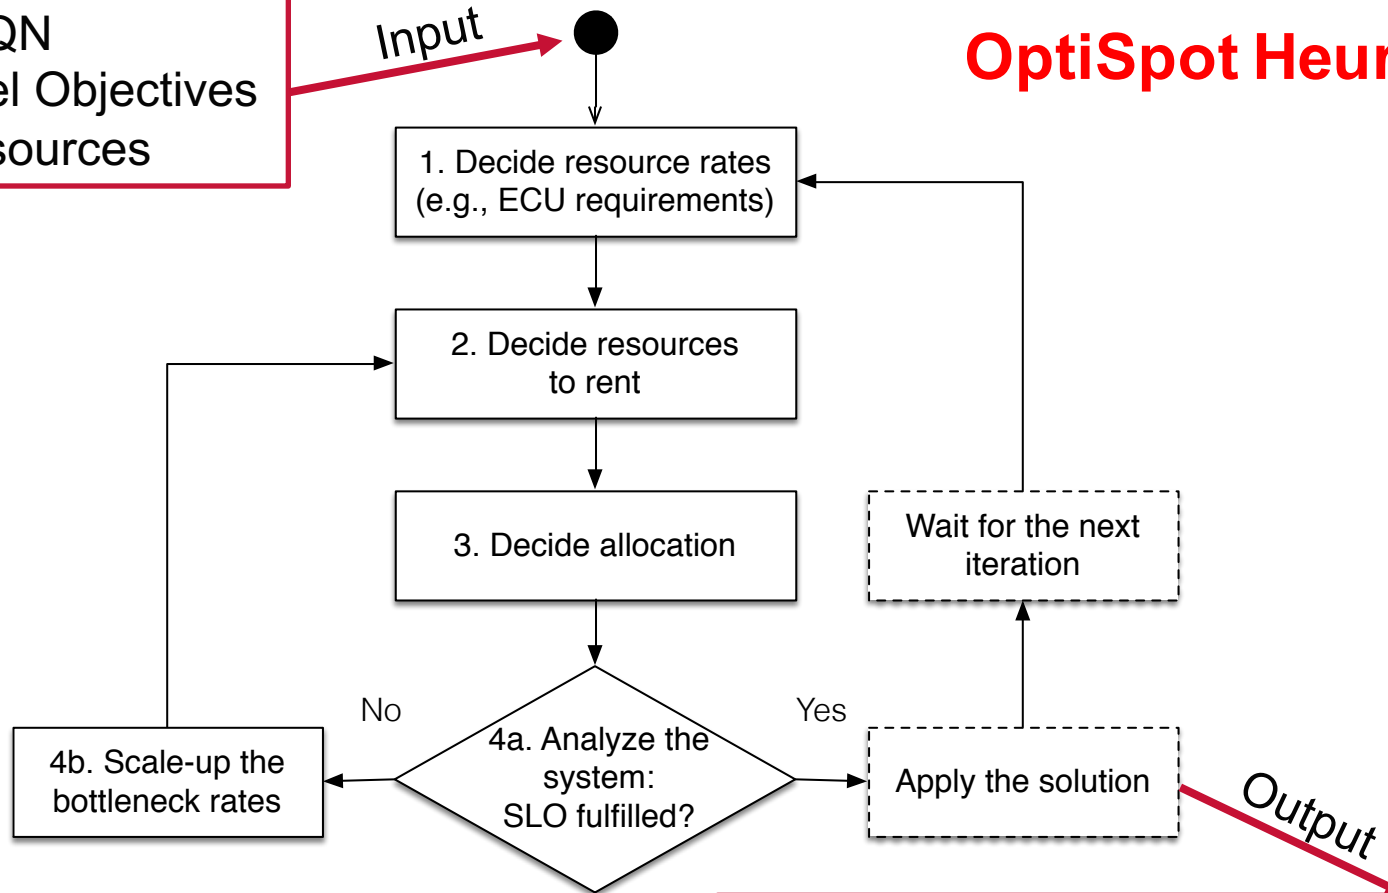 QN
el Objectives
sources
Input
OptiSpot Heur
1. Decide resource rates
(e.g., ECU requirements)
2. Decide resources
to rent
3. Decide allocation
Wait for the next
iteration
No
Yes
4a. Analyze the
system:
SLO fulfilled?
4b. Scale-up the
bottleneck rates
Apply the solution
Output